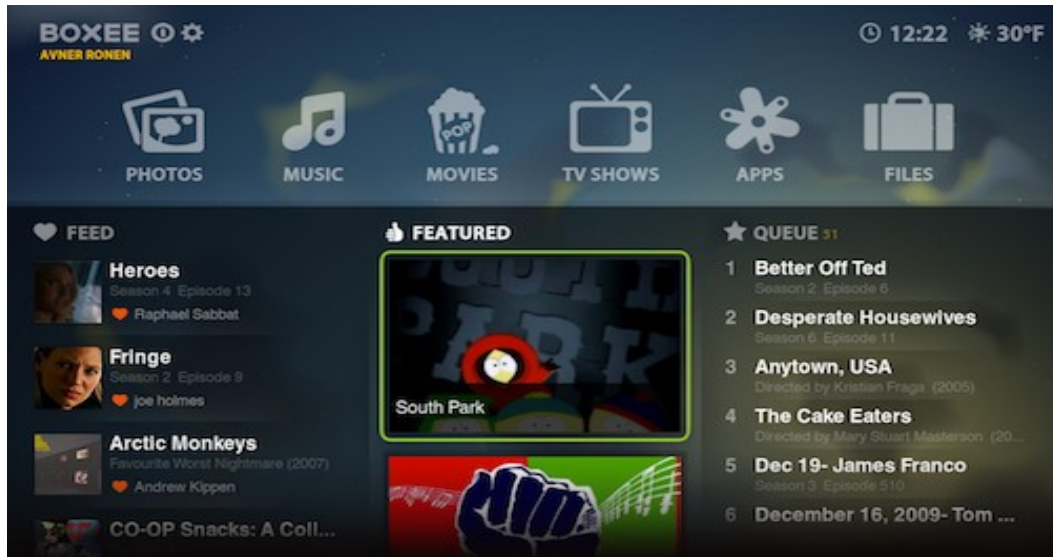 BOXEE
AVNER RONEN
12:22
30°F
PHOTOS
MUSIC
POP
MOVIES
TV SHOWS
APPS
FILES
FEED
Heroes
Season 4 Episode 13
Raphael Sabbat
Fringe
Season 2 Episode 9
joe holmes
Arctic Monkeys
Favourite Worst Nightmare (2007)
Andrew Kippen
CO-OP Snacks: A Coll...
FEATURED
SOUTH
PARK
South Park
QUEUE 51
1 Better Off Ted
Season 2 Episode 6
2 Desperate Housewives
Season 6 Episode 11
3 Anytown, USA
Directed by Kristian Fraga (2005)
4 The Cake Eaters
Directed by Mary Stuart Masterson (20...
5 Dec 19- James Franco
Season 3 Episode 510
6 December 16, 2009- Tom ...